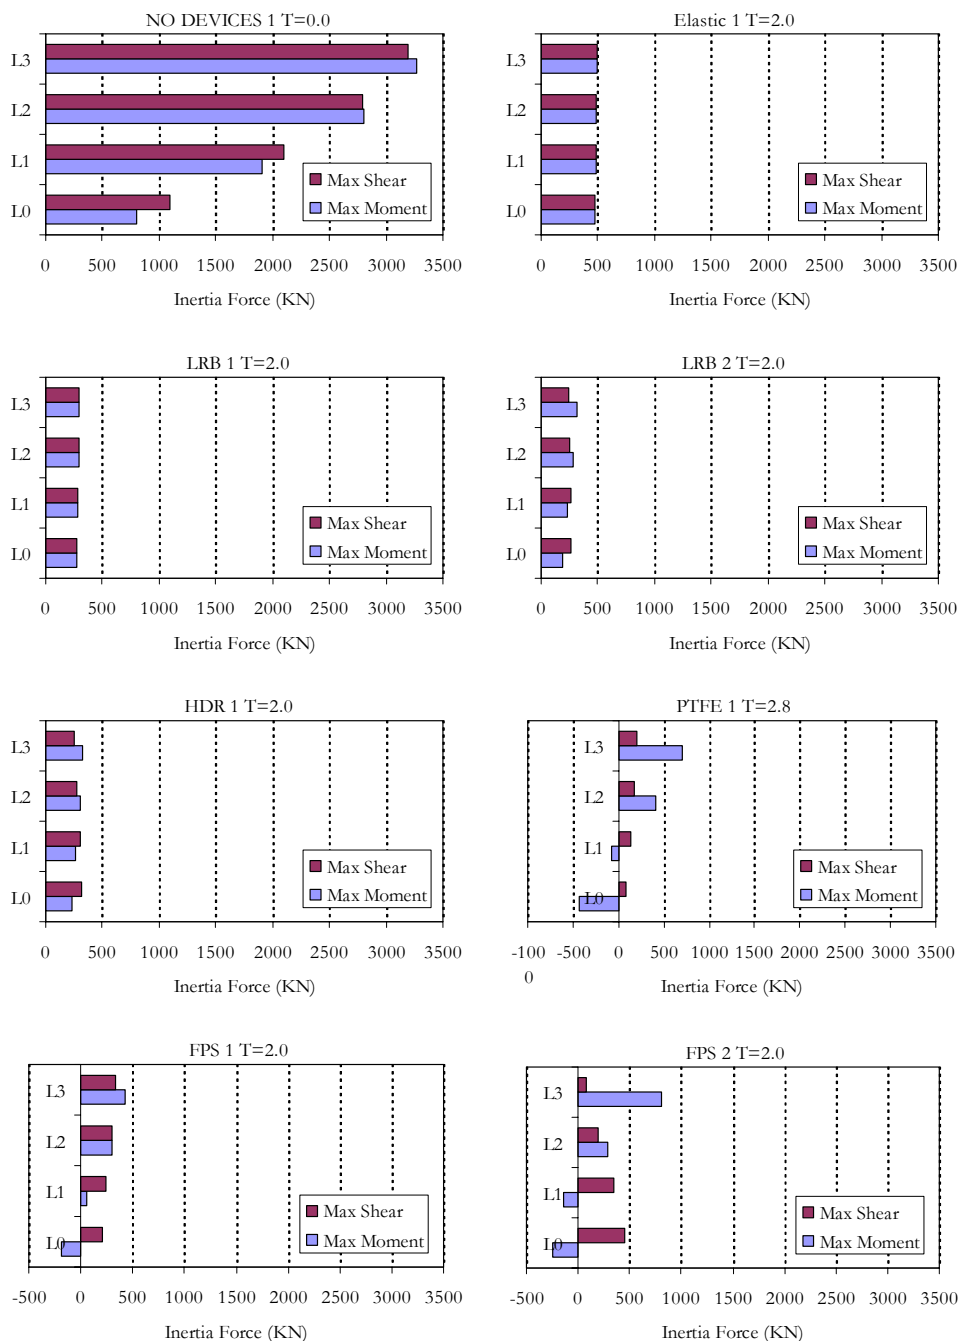 NO DEVICES 1 T=0.0
L3
L2
L1
L0
Max Shear
Max Moment
0 500 1000 1500 2000 2500 3000 3500
Inertia Force (KN)
Elastic 1 T=2.0
L3
L2
L1
L0
Max Shear
Max Moment
0 500 1000 1500 2000 2500 3000 3500
Inertia Force (KN)
LRB 1 T=2.0
L3
L2
L1
L0
Max Shear
Max Moment
0 500 1000 1500 2000 2500 3000 3500
Inertia Force (KN)
LRB 2 T=2.0
L3
L2
L1
L0
Max Shear
Max Moment
0 500 1000 1500 2000 2500 3000 3500
Inertia Force (KN)
HDR 1 T=2.0
L3
L2
L1
L0
Max Shear
Max Moment
0 500 1000 1500 2000 2500 3000 3500
Inertia Force (KN)
PTFE 1 T=2.8
L3
L2
L1
L0
Max Shear
Max Moment
-100 -500 0 500 1000 1500 2000 2500 3000 3500
0
Inertia Force (KN)
FPS 1 T=2.0
L3
L2
L1
L0
Max Shear
Max Moment
-500 0 500 1000 1500 2000 2500 3000 3500
Inertia Force (KN)
FPS 2 T=2.0
L3
L2
L1
L0
Max Shear
Max Moment
-500 0 500 1000 1500 2000 2500 3000 3500
Inertia Force (KN)